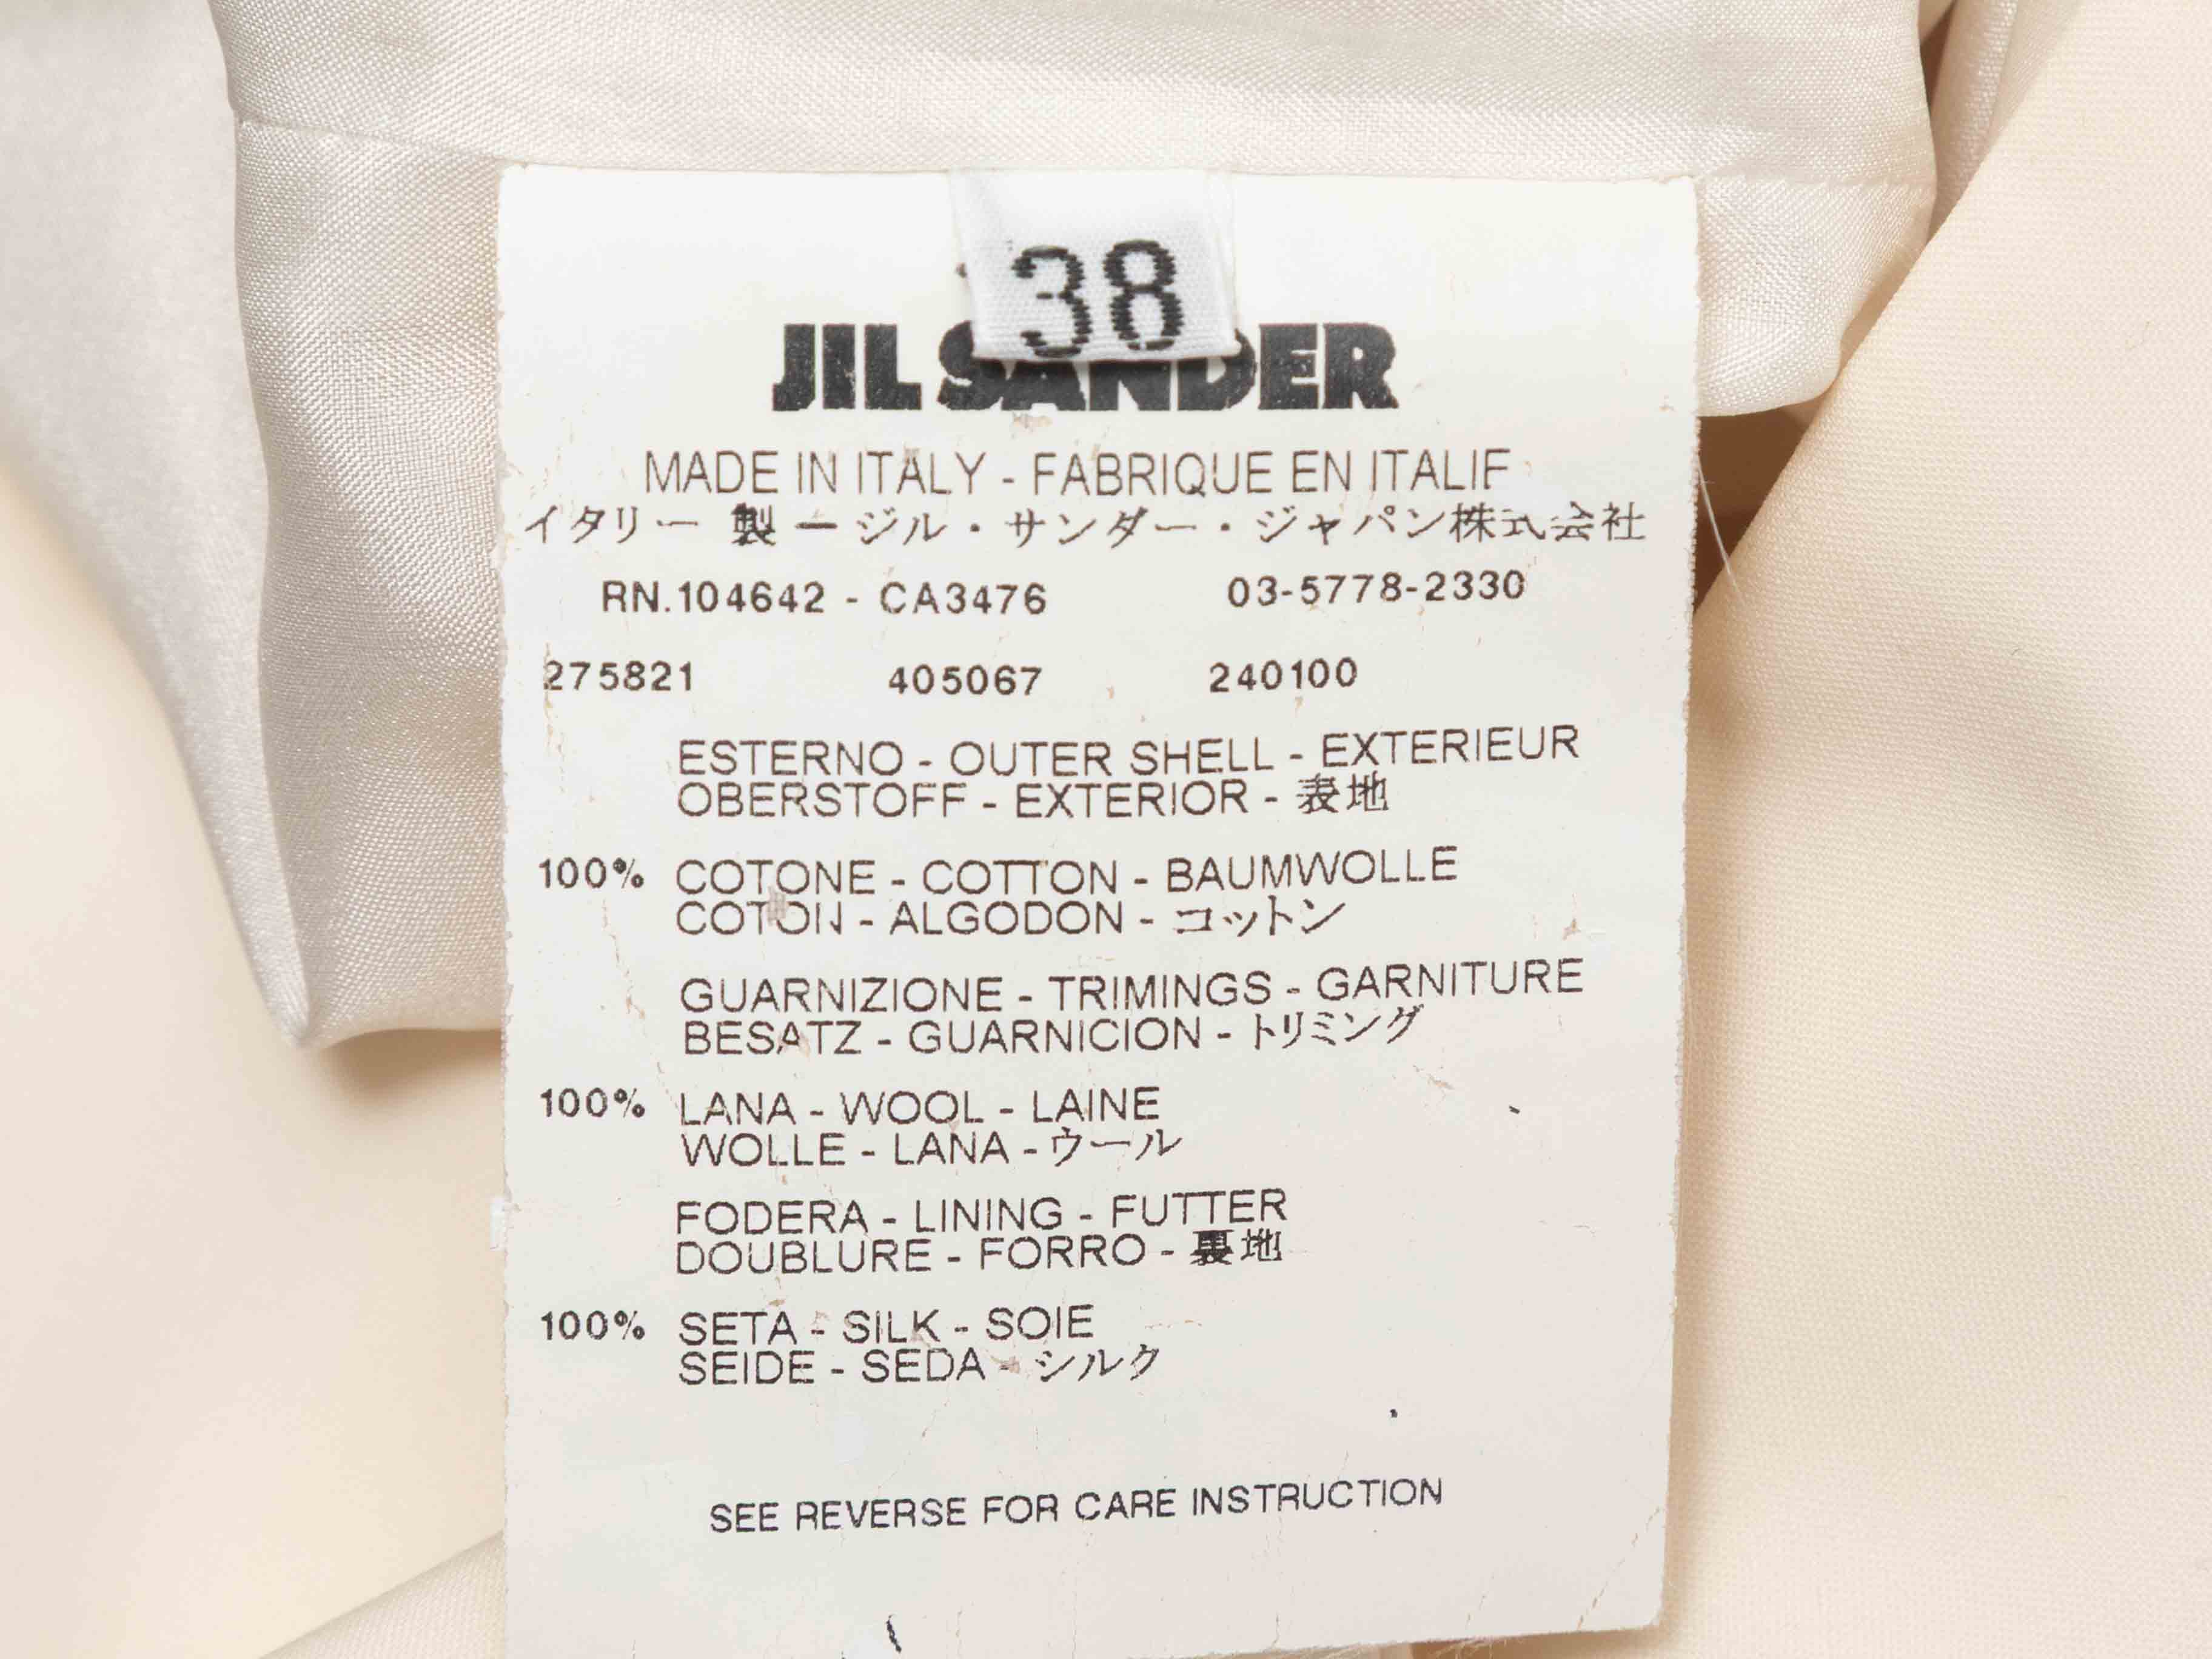 38
JIL SANDER
MADE IN ITALY - FABRIQUE EN ITALIE
イタリー 製 ー ジル・サンダー・ジャパン株式会社
RN.104642 - CA3476 03-5778-2330
275821 405067 240100
ESTERNO - OUTER SHELL - EXTERIEUR
OBERSTOFF - EXTERIOR - 表地
100% COTONE - COTTON - BAUMWOLLE
COTON - ALGODON - コットン
GUARNIZIONE - TRIMINGS - GARNITURE
BESATZ - GUARNICION - トリミング
100% LANA - WOOL - LAINE
WOLLE - LANA - ウール
FODERA - LINING - FUTTER
DOUBLURE - FORRO - 裏地
100% SETA - SILK - SOIE
SEIDE - SEDA - シルク
SEE REVERSE FOR CARE INSTRUCTION